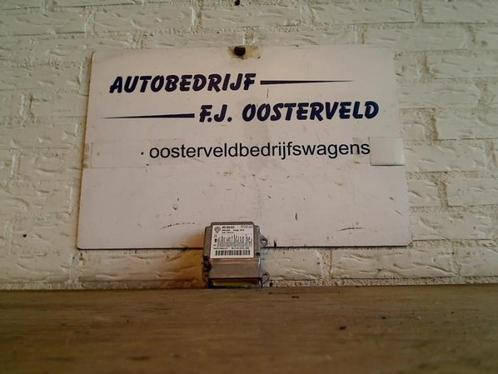 AUTOBEDRIJF
F.J. OOSTERVELD
· oosterveldbedrijfswagens